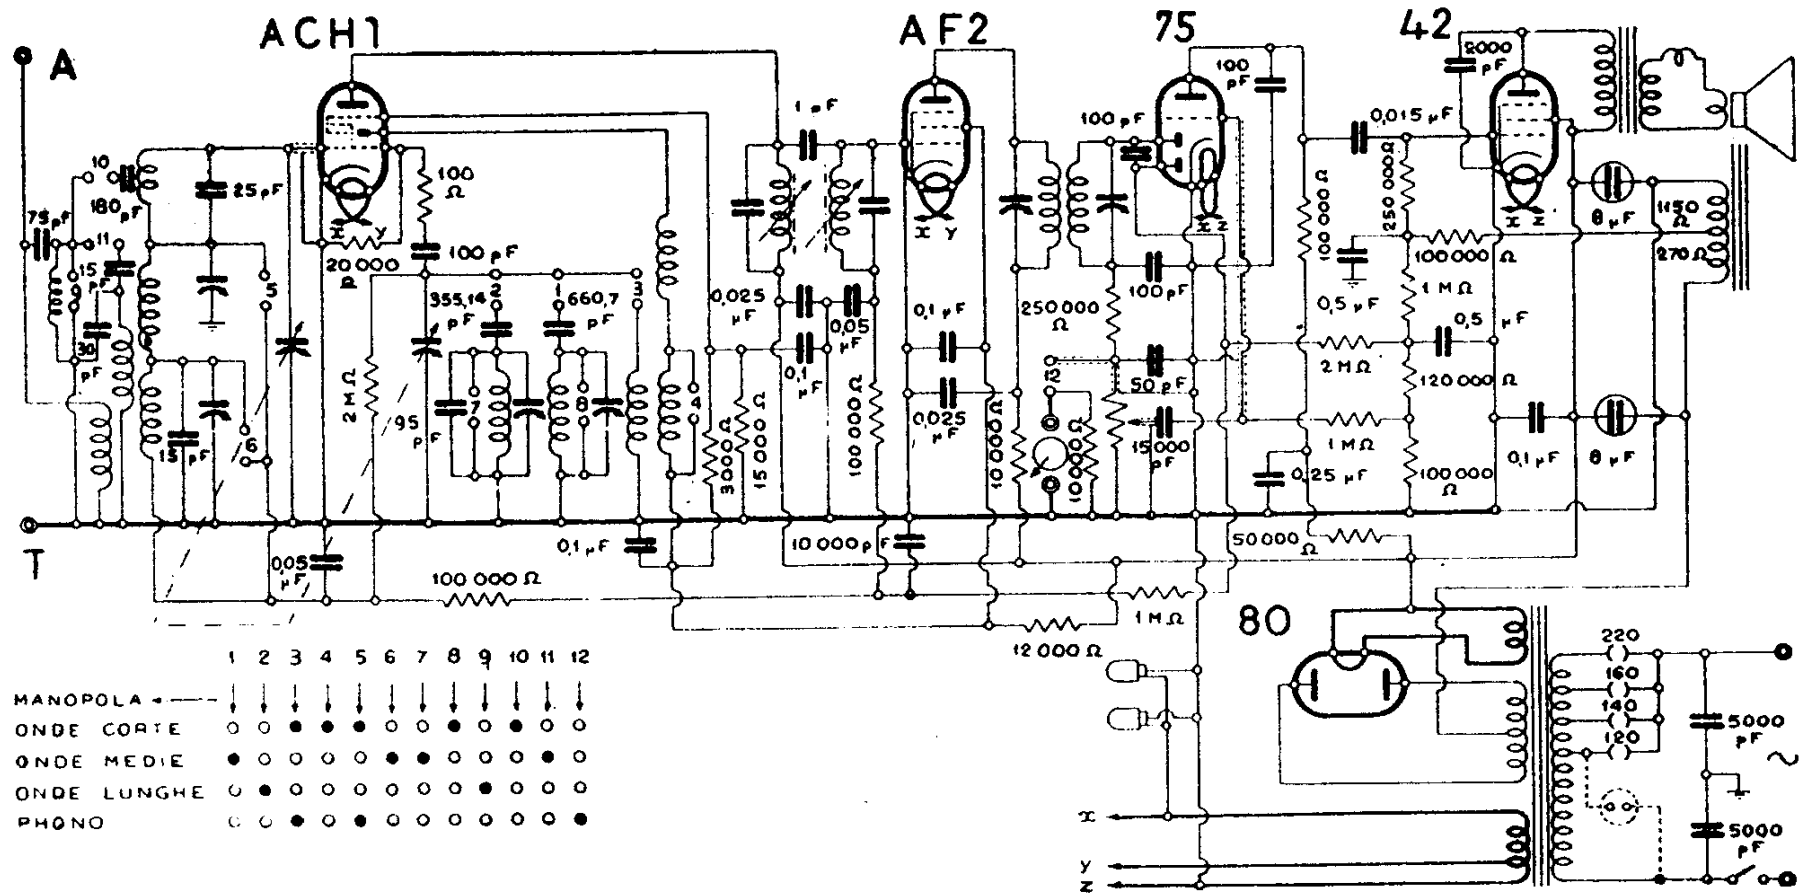 ACH1
AF2
75
42
A
2000
pF
100
pF
1 pF
100 pF
0,015 µF
10
180 pF
25 pF
100
Ω
75 pF
11
x
y
x y
x z
x z
100 000 Ω
250 000 Ω
8 µF
1150
Ω
270 Ω
20 000
Ω
100 pF
15
pF
9
5
355,14
pF
2
1
660,7
pF
3
0,025
µF
0,05
µF
0,1 µF
250 000
Ω
100 pF
0,5 µF
100 000 Ω
1 MΩ
0,5 µF
30
pF
0,1
µF
2 MΩ
95
pF
7
8
4
12
50 pF
2 MΩ
120 000 Ω
15 pF
6
3000 Ω
15 000 Ω
100 000 Ω
0,025
µF
10 000 Ω
10 000 Ω
15 000
pF
1 MΩ
0,25 µF
100 000
Ω
0,1 µF
8 µF
T
0,05
µF
0,1 µF
10 000 pF
50 000
Ω
100 000 Ω
1 MΩ
12 000 Ω
80
220
160
140
120
5000
pF
5000
pF
~
x
y
z
1 2 3 4 5 6 7 8 9 10 11 12
MANOPOLA
ONDE CORTE
ONDE MEDIE
ONDE LUNGHE
PHONO